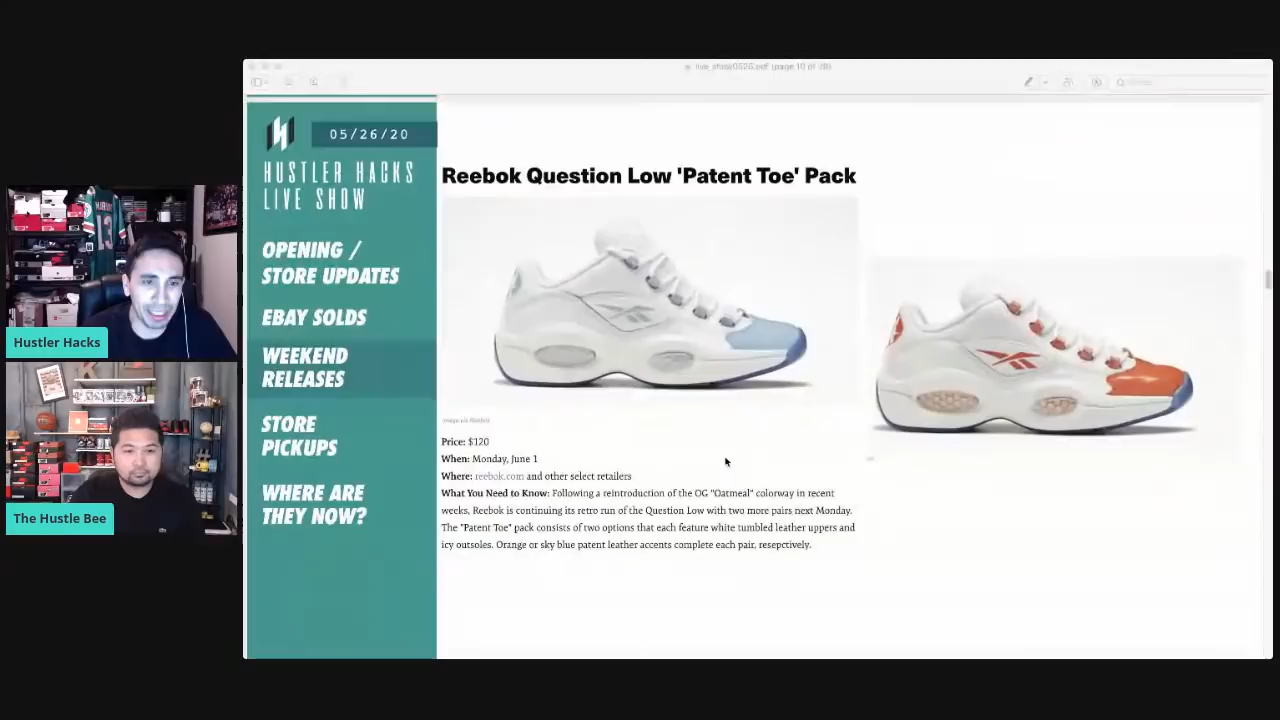 05/26/20
HUSTLER HACKS
LIVE SHOW
OPENING /
STORE UPDATES
EBAY SOLDS
WEEKEND
RELEASES
STORE
PICKUPS
WHERE ARE
THEY NOW?
Reebok Question Low 'Patent Toe' Pack
Image via Reebok
Price: $120
When: Monday, June 1
Where: reebok.com and other select retailers
What You Need to Know: Following a reintroduction of the OG "Oatmeal" colorway in recent
weeks, Reebok is continuing its retro run of the Question Low with two more pairs next Monday.
The "Patent Toe" pack consists of two options that each feature white tumbled leather uppers and
icy outsoles. Orange or sky blue patent leather accents complete each pair, resepctively.
Hustler Hacks
The Hustle Bee